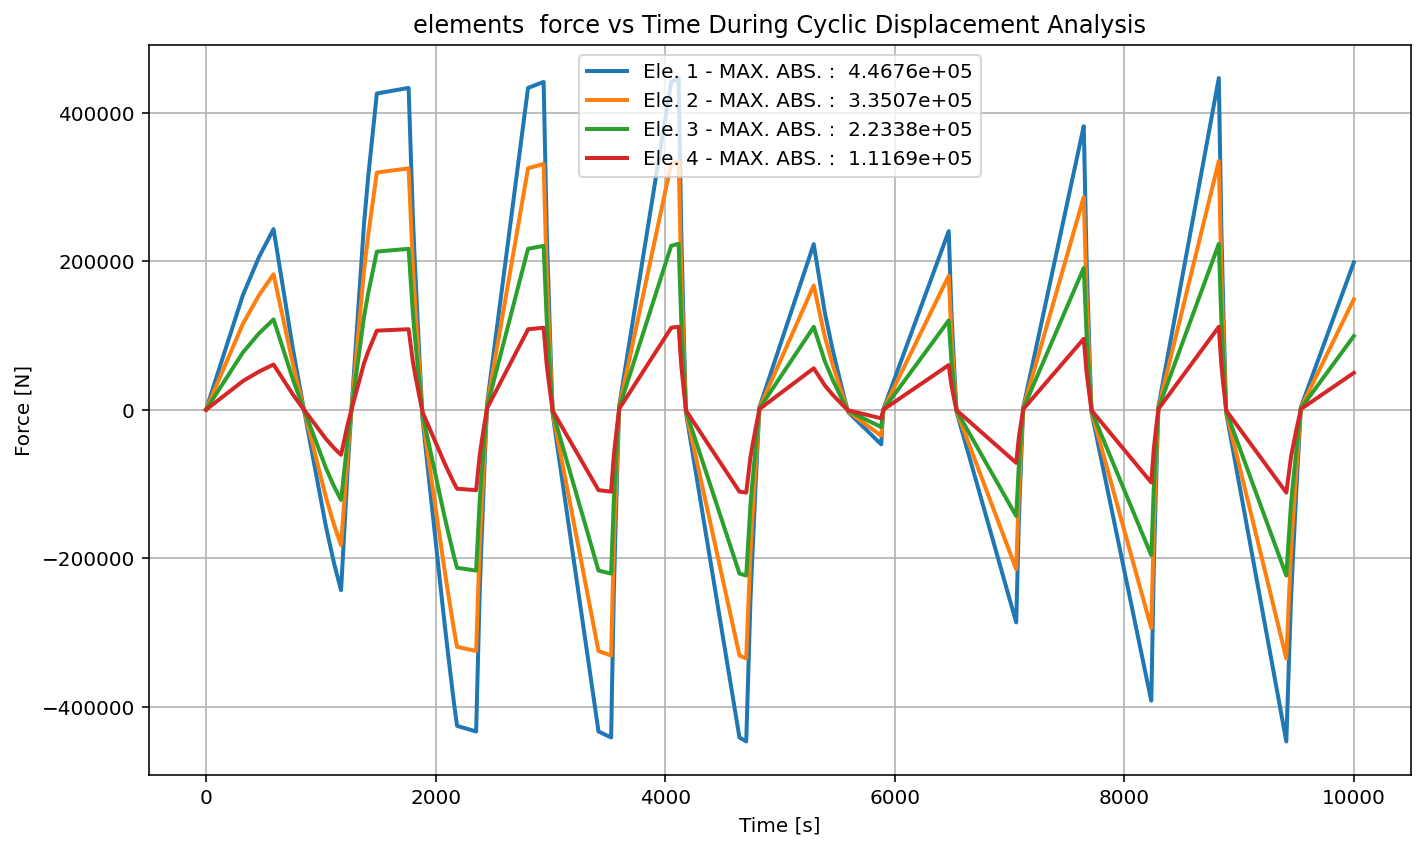 elements  force vs Time During Cyclic Displacement Analysis
Ele. 1 - MAX. ABS. :  4.4676e+05
Ele. 2 - MAX. ABS. :  3.3507e+05
Ele. 3 - MAX. ABS. :  2.2338e+05
Ele. 4 - MAX. ABS. :  1.1169e+05
400000
200000
0
−200000
−400000
Force [N]
0
2000
4000
6000
8000
10000
Time [s]